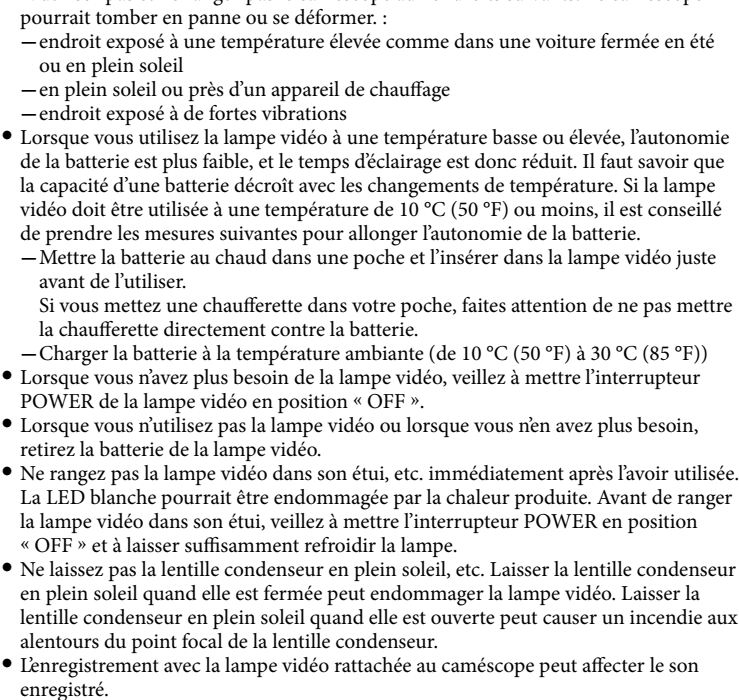 pourrait tomber en panne ou se déformer. :
— endroit exposé à une température élevée comme dans une voiture fermée en été
ou en plein soleil
— en plein soleil ou près d’un appareil de chauffage
— endroit exposé à de fortes vibrations
• Lorsque vous utilisez la lampe vidéo à une température basse ou élevée, l’autonomie
de la batterie est plus faible, et le temps d’éclairage est donc réduit. Il faut savoir que
la capacité d’une batterie décroît avec les changements de température. Si la lampe
vidéo doit être utilisée à une température de 10 °C (50 °F) ou moins, il est conseillé
de prendre les mesures suivantes pour allonger l’autonomie de la batterie.
— Mettre la batterie au chaud dans une poche et l’insérer dans la lampe vidéo juste
avant de l’utiliser.
Si vous mettez une chaufferette dans votre poche, faites attention de ne pas mettre
la chaufferette directement contre la batterie.
— Charger la batterie à la température ambiante (de 10 °C (50 °F) à 30 °C (85 °F))
• Lorsque vous n’avez plus besoin de la lampe vidéo, veillez à mettre l’interrupteur
POWER de la lampe vidéo en position « OFF ».
• Lorsque vous n’utilisez pas la lampe vidéo ou lorsque vous n’en avez plus besoin,
retirez la batterie de la lampe vidéo.
• Ne rangez pas la lampe vidéo dans son étui, etc. immédiatement après l’avoir utilisée.
La LED blanche pourrait être endommagée par la chaleur produite. Avant de ranger
la lampe vidéo dans son étui, veillez à mettre l’interrupteur POWER en position
« OFF » et à laisser suffisamment refroidir la lampe.
• Ne laissez pas la lentille condenseur en plein soleil, etc. Laisser la lentille condenseur
en plein soleil quand elle est fermée peut endommager la lampe vidéo. Laisser la
lentille condenseur en plein soleil quand elle est ouverte peut causer un incendie aux
alentours du point focal de la lentille condenseur.
• L’enregistrement avec la lampe vidéo rattachée au caméscope peut affecter le son
enregistré.